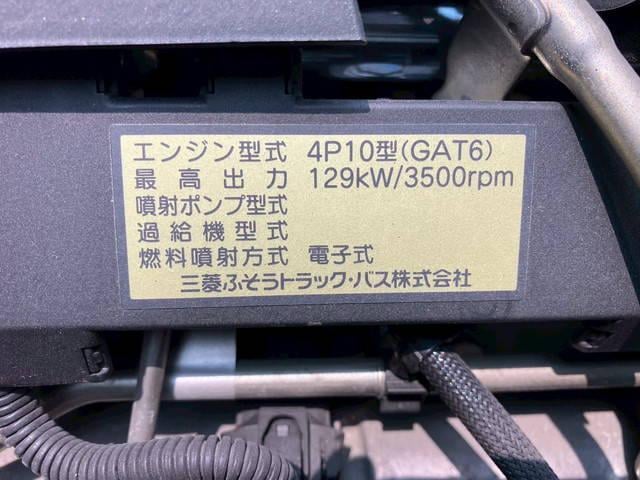 エンジン型式 4P10型(GAT6)
最高出力 129kW/3500rpm
噴射ポンプ型式
過給機型式
燃料噴射方式 電子式
三菱ふそうトラック・バス株式会社